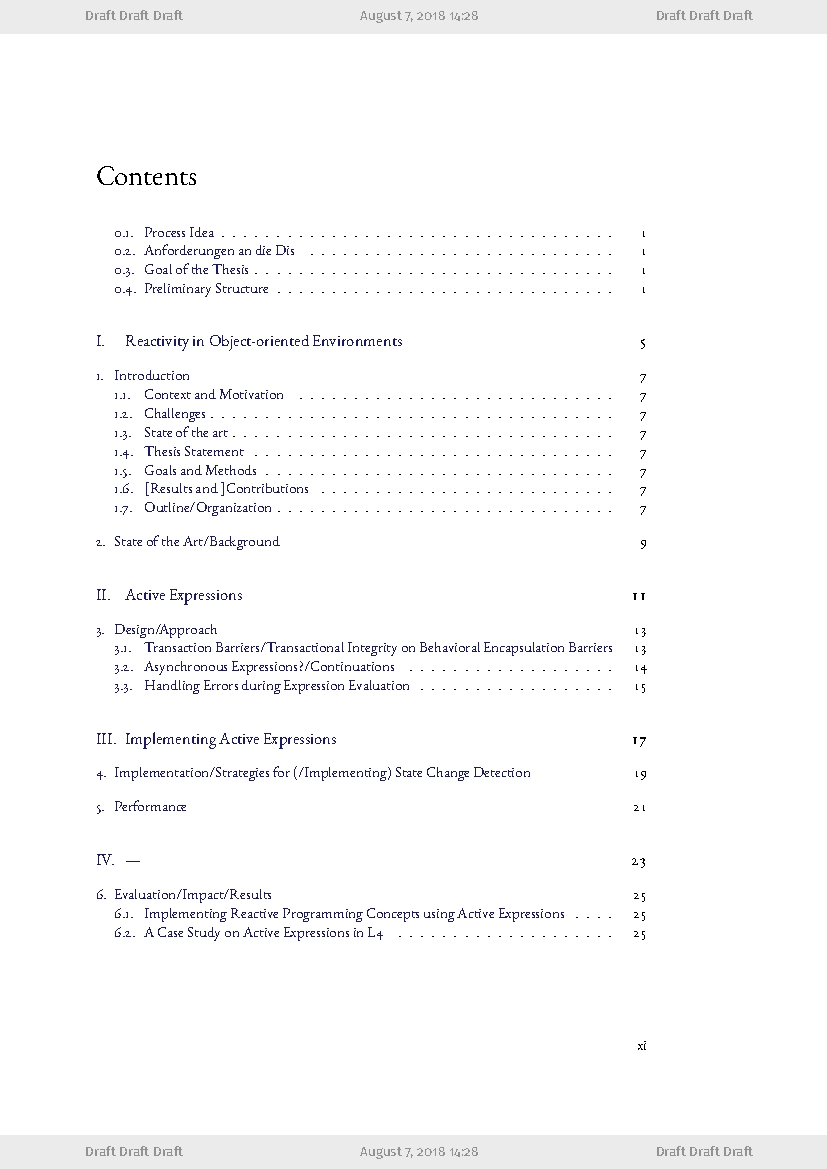 Draft Draft Draft August 7, 2018 14:28 Draft Draft Draft
Contents
0.1. Process Idea . . . . . . . . . . . . . . . . . . . . . . . . . . . . . . . . . . . 1
0.2. Anforderungen an die Dis . . . . . . . . . . . . . . . . . . . . . . . . . . . 1
0.3. Goal of the Thesis . . . . . . . . . . . . . . . . . . . . . . . . . . . . . . . . 1
0.4. Preliminary Structure . . . . . . . . . . . . . . . . . . . . . . . . . . . . . . 1
I. Reactivity in Object-oriented Environments 5
1. Introduction 7
1.1. Context and Motivation . . . . . . . . . . . . . . . . . . . . . . . . . . . . 7
1.2. Challenges . . . . . . . . . . . . . . . . . . . . . . . . . . . . . . . . . . . . 7
1.3. State of the art . . . . . . . . . . . . . . . . . . . . . . . . . . . . . . . . . . 7
1.4. Thesis Statement . . . . . . . . . . . . . . . . . . . . . . . . . . . . . . . . 7
1.5. Goals and Methods . . . . . . . . . . . . . . . . . . . . . . . . . . . . . . . 7
1.6. [Results and ]Contributions . . . . . . . . . . . . . . . . . . . . . . . . . . 7
1.7. Outline/Organization . . . . . . . . . . . . . . . . . . . . . . . . . . . . . . 7
2. State of the Art/Background 9
II. Active Expressions 11
3. Design/Approach 13
3.1. Transaction Barriers/Transactional Integrity on Behavioral Encapsulation Barriers 13
3.2. Asynchronous Expressions?/Continuations . . . . . . . . . . . . . . . . . . . 14
3.3. Handling Errors during Expression Evaluation . . . . . . . . . . . . . . . . . . 15
III. Implementing Active Expressions 17
4. Implementation/Strategies for (/Implementing) State Change Detection 19
5. Performance 21
IV. — 23
6. Evaluation/Impact/Results 25
6.1. Implementing Reactive Programming Concepts using Active Expressions . . . . 25
6.2. A Case Study on Active Expressions in L4 . . . . . . . . . . . . . . . . . . . . 25
xi
Draft Draft Draft August 7, 2018 14:28 Draft Draft Draft